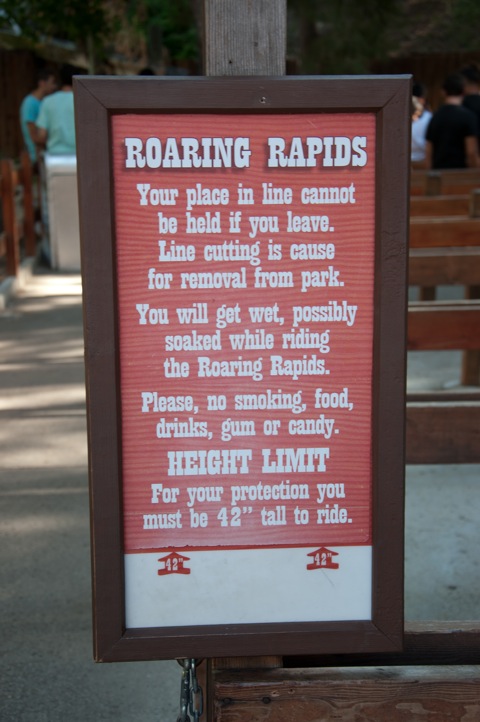 ROARING RAPIDS
Your place in line cannot
be held if you leave.
Line cutting is cause
for removal from park.
You will get wet, possibly
soaked while riding
the Roaring Rapids.
Please, no smoking, food,
drinks, gum or candy.
HEIGHT LIMIT
For your protection you
must be 42" tall to ride.
42" 42"